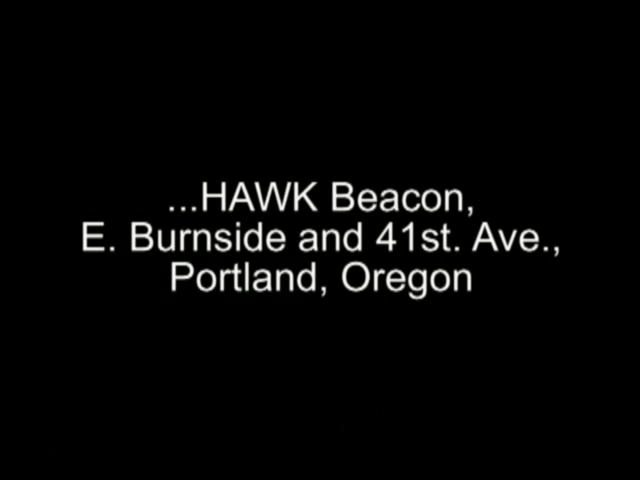 ...HAWK Beacon,
E. Burnside and 41st. Ave.,
Portland, Oregon